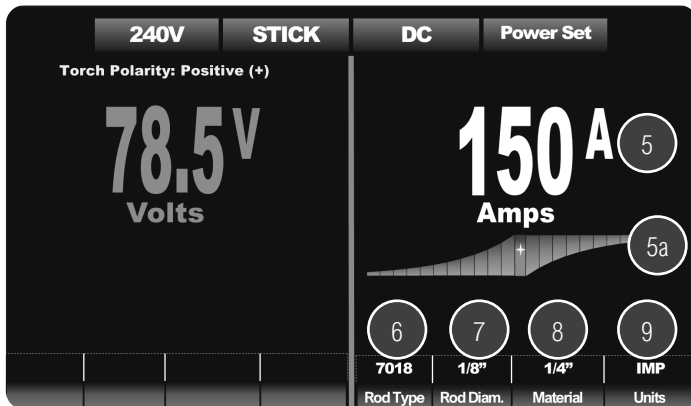 240V STICK DC Power Set
Torch Polarity: Positive (+)
78.5 V
Volts
150 A
Amps
5
5a
6 7 8 9
7018 1/8” 1/4” IMP
Rod Type Rod Diam. Material Units